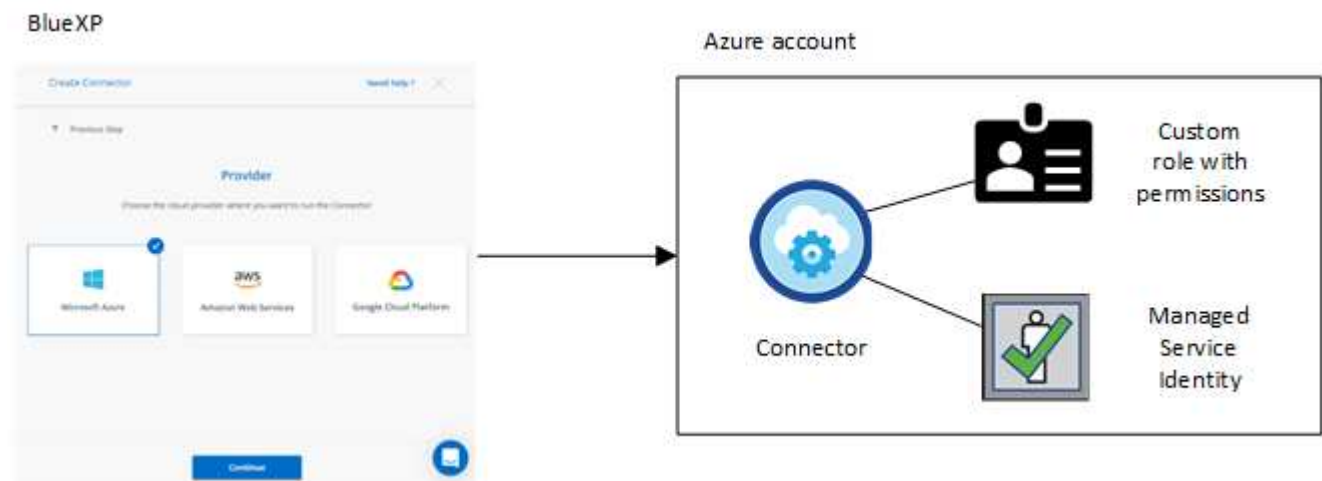 BlueXP
Create Connector
Need help?
Previous Step
Provider
Choose the cloud provider where you want to run the Connector
Microsoft Azure
aws
Amazon Web Services
Google Cloud Platform
Continue
Azure account
Connector
Custom
role with
permissions
Managed
Service
Identity